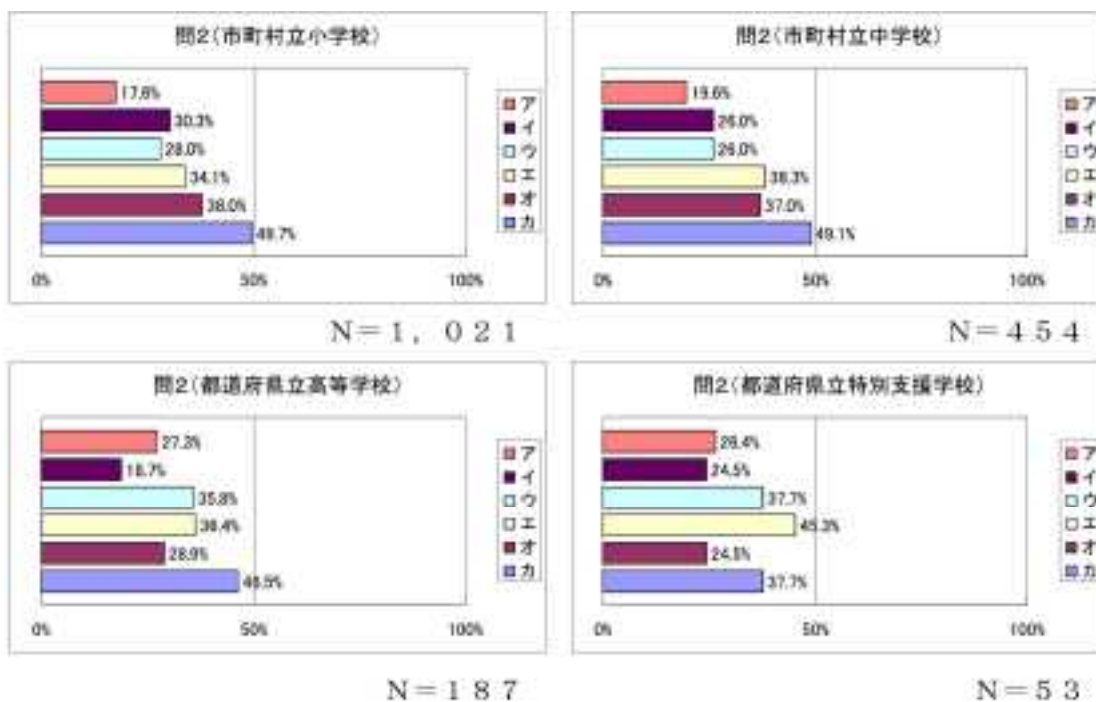 問2(市町村立小学校)
17.6%
30.3%
28.0%
34.1%
38.0%
49.7%
ア
イ
ウ
エ
オ
カ
0% 50% 100%
N=1,021
問2(市町村立中学校)
19.6%
26.0%
26.0%
38.3%
37.0%
49.1%
ア
イ
ウ
エ
オ
カ
0% 50% 100%
N=454
問2(都道府県立高等学校)
27.3%
18.7%
35.8%
36.4%
28.9%
46.5%
ア
イ
ウ
エ
オ
カ
0% 50% 100%
N=187
問2(都道府県立特別支援学校)
26.4%
24.5%
37.7%
45.3%
24.5%
37.7%
ア
イ
ウ
エ
オ
カ
0% 50% 100%
N=53